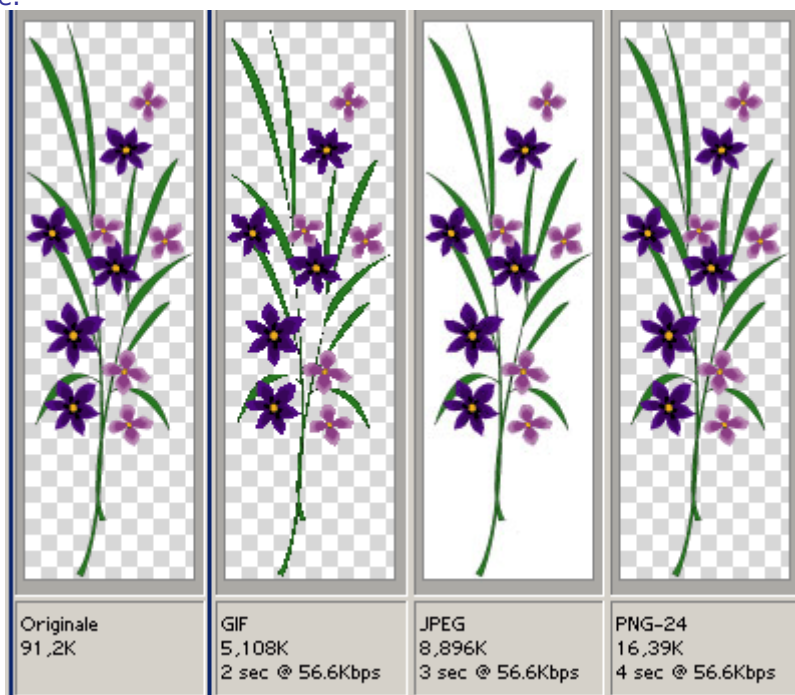 Originale
91,2K
GIF
5,108K
2 sec @ 56.6Kbps
JPEG
8,896K
3 sec @ 56.6Kbps
PNG-24
16,39K
4 sec @ 56.6Kbps